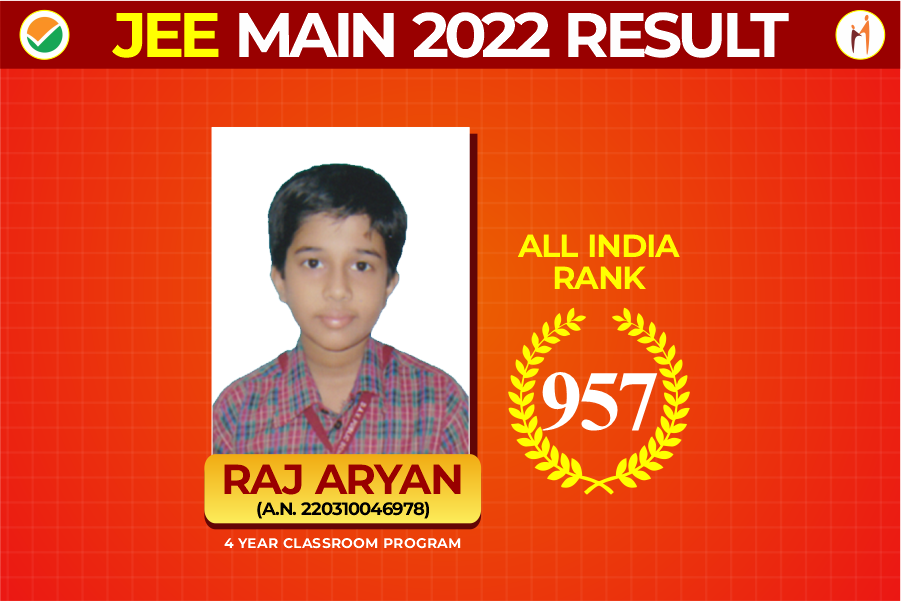 JEE MAIN 2022 RESULT
ALL INDIA
RANK
957
RAJ ARYAN
(A.N. 220310046978)
4 YEAR CLASSROOM PROGRAM